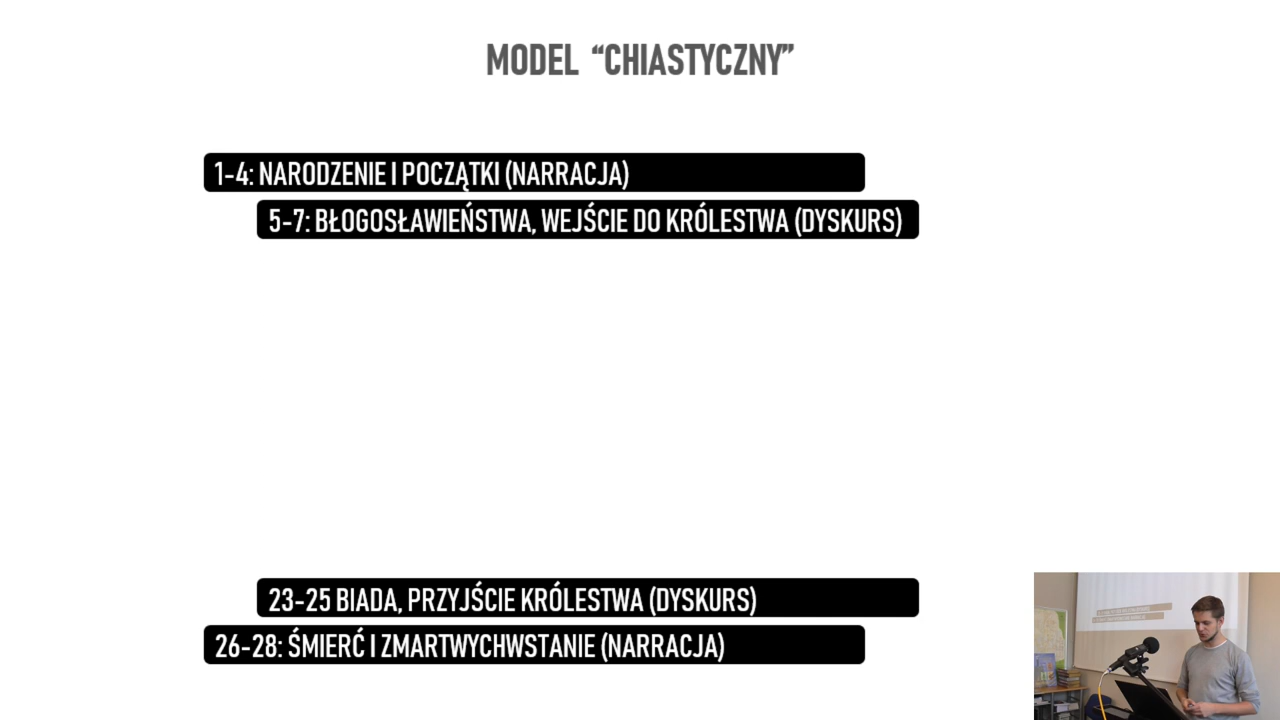 MODEL "CHIASTYCZNY"
1-4: NARODZENIE I POCZĄTKI (NARRACJA)
5-7: BŁOGOSŁAWIEŃSTWA, WEJŚCIE DO KRÓLESTWA (DYSKURS)
23-25 BIADA, PRZYJŚCIE KRÓLESTWA (DYSKURS)
26-28: ŚMIERĆ I ZMARTWYCHWSTANIE (NARRACJA)